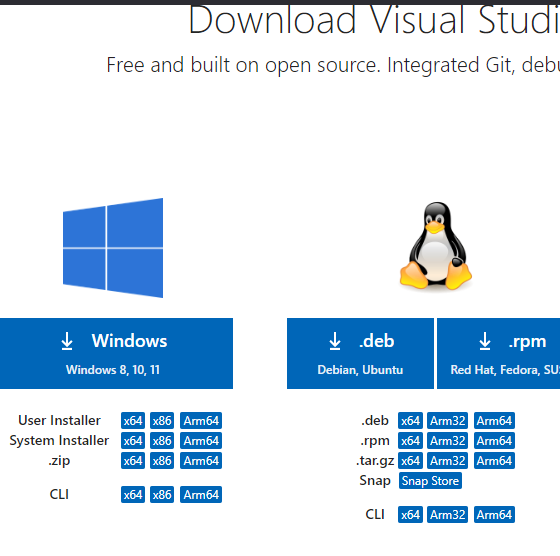 Download Visual Studi
Free and built on open source. Integrated Git, debu
Windows
Windows 8, 10, 11
User Installer x64 x86 Arm64
System Installer x64 x86 Arm64
.zip x64 x86 Arm64
CLI x64 x86 Arm64
.deb
Debian, Ubuntu
.rpm
Red Hat, Fedora, SUS
.deb x64 Arm32 Arm64
.rpm x64 Arm32 Arm64
.tar.gz x64 Arm32 Arm64
Snap Snap Store
CLI x64 Arm32 Arm64